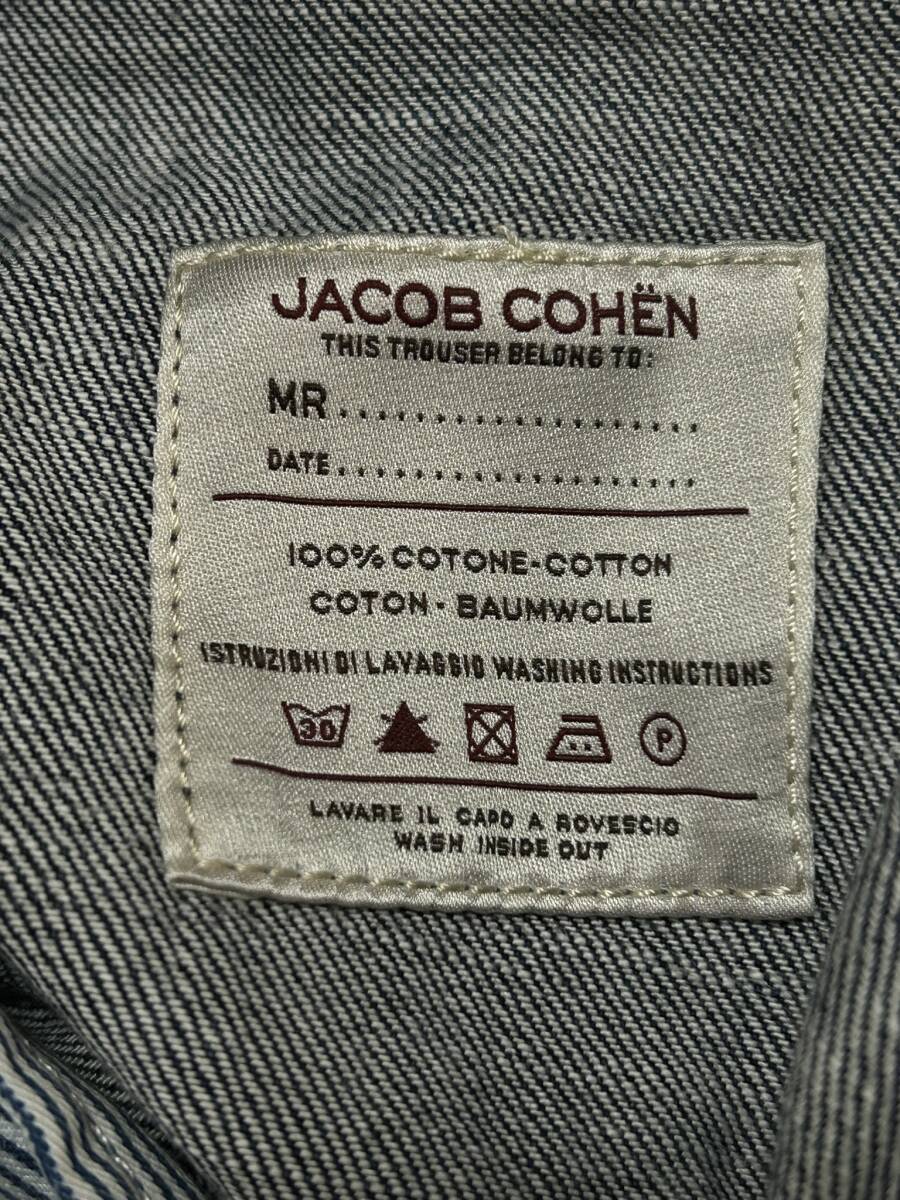 JACOB COHËN
THIS TROUSER BELONG TO:
MR...................
DATE...................
100% COTONE-COTTON
COTON - BAUMWOLLE
ISTRUZIONI DI LAVAGGIO WASHING INSTRUCTIONS
30 P
LAVARE IL CAPO A ROVESCIO
WASH INSIDE OUT